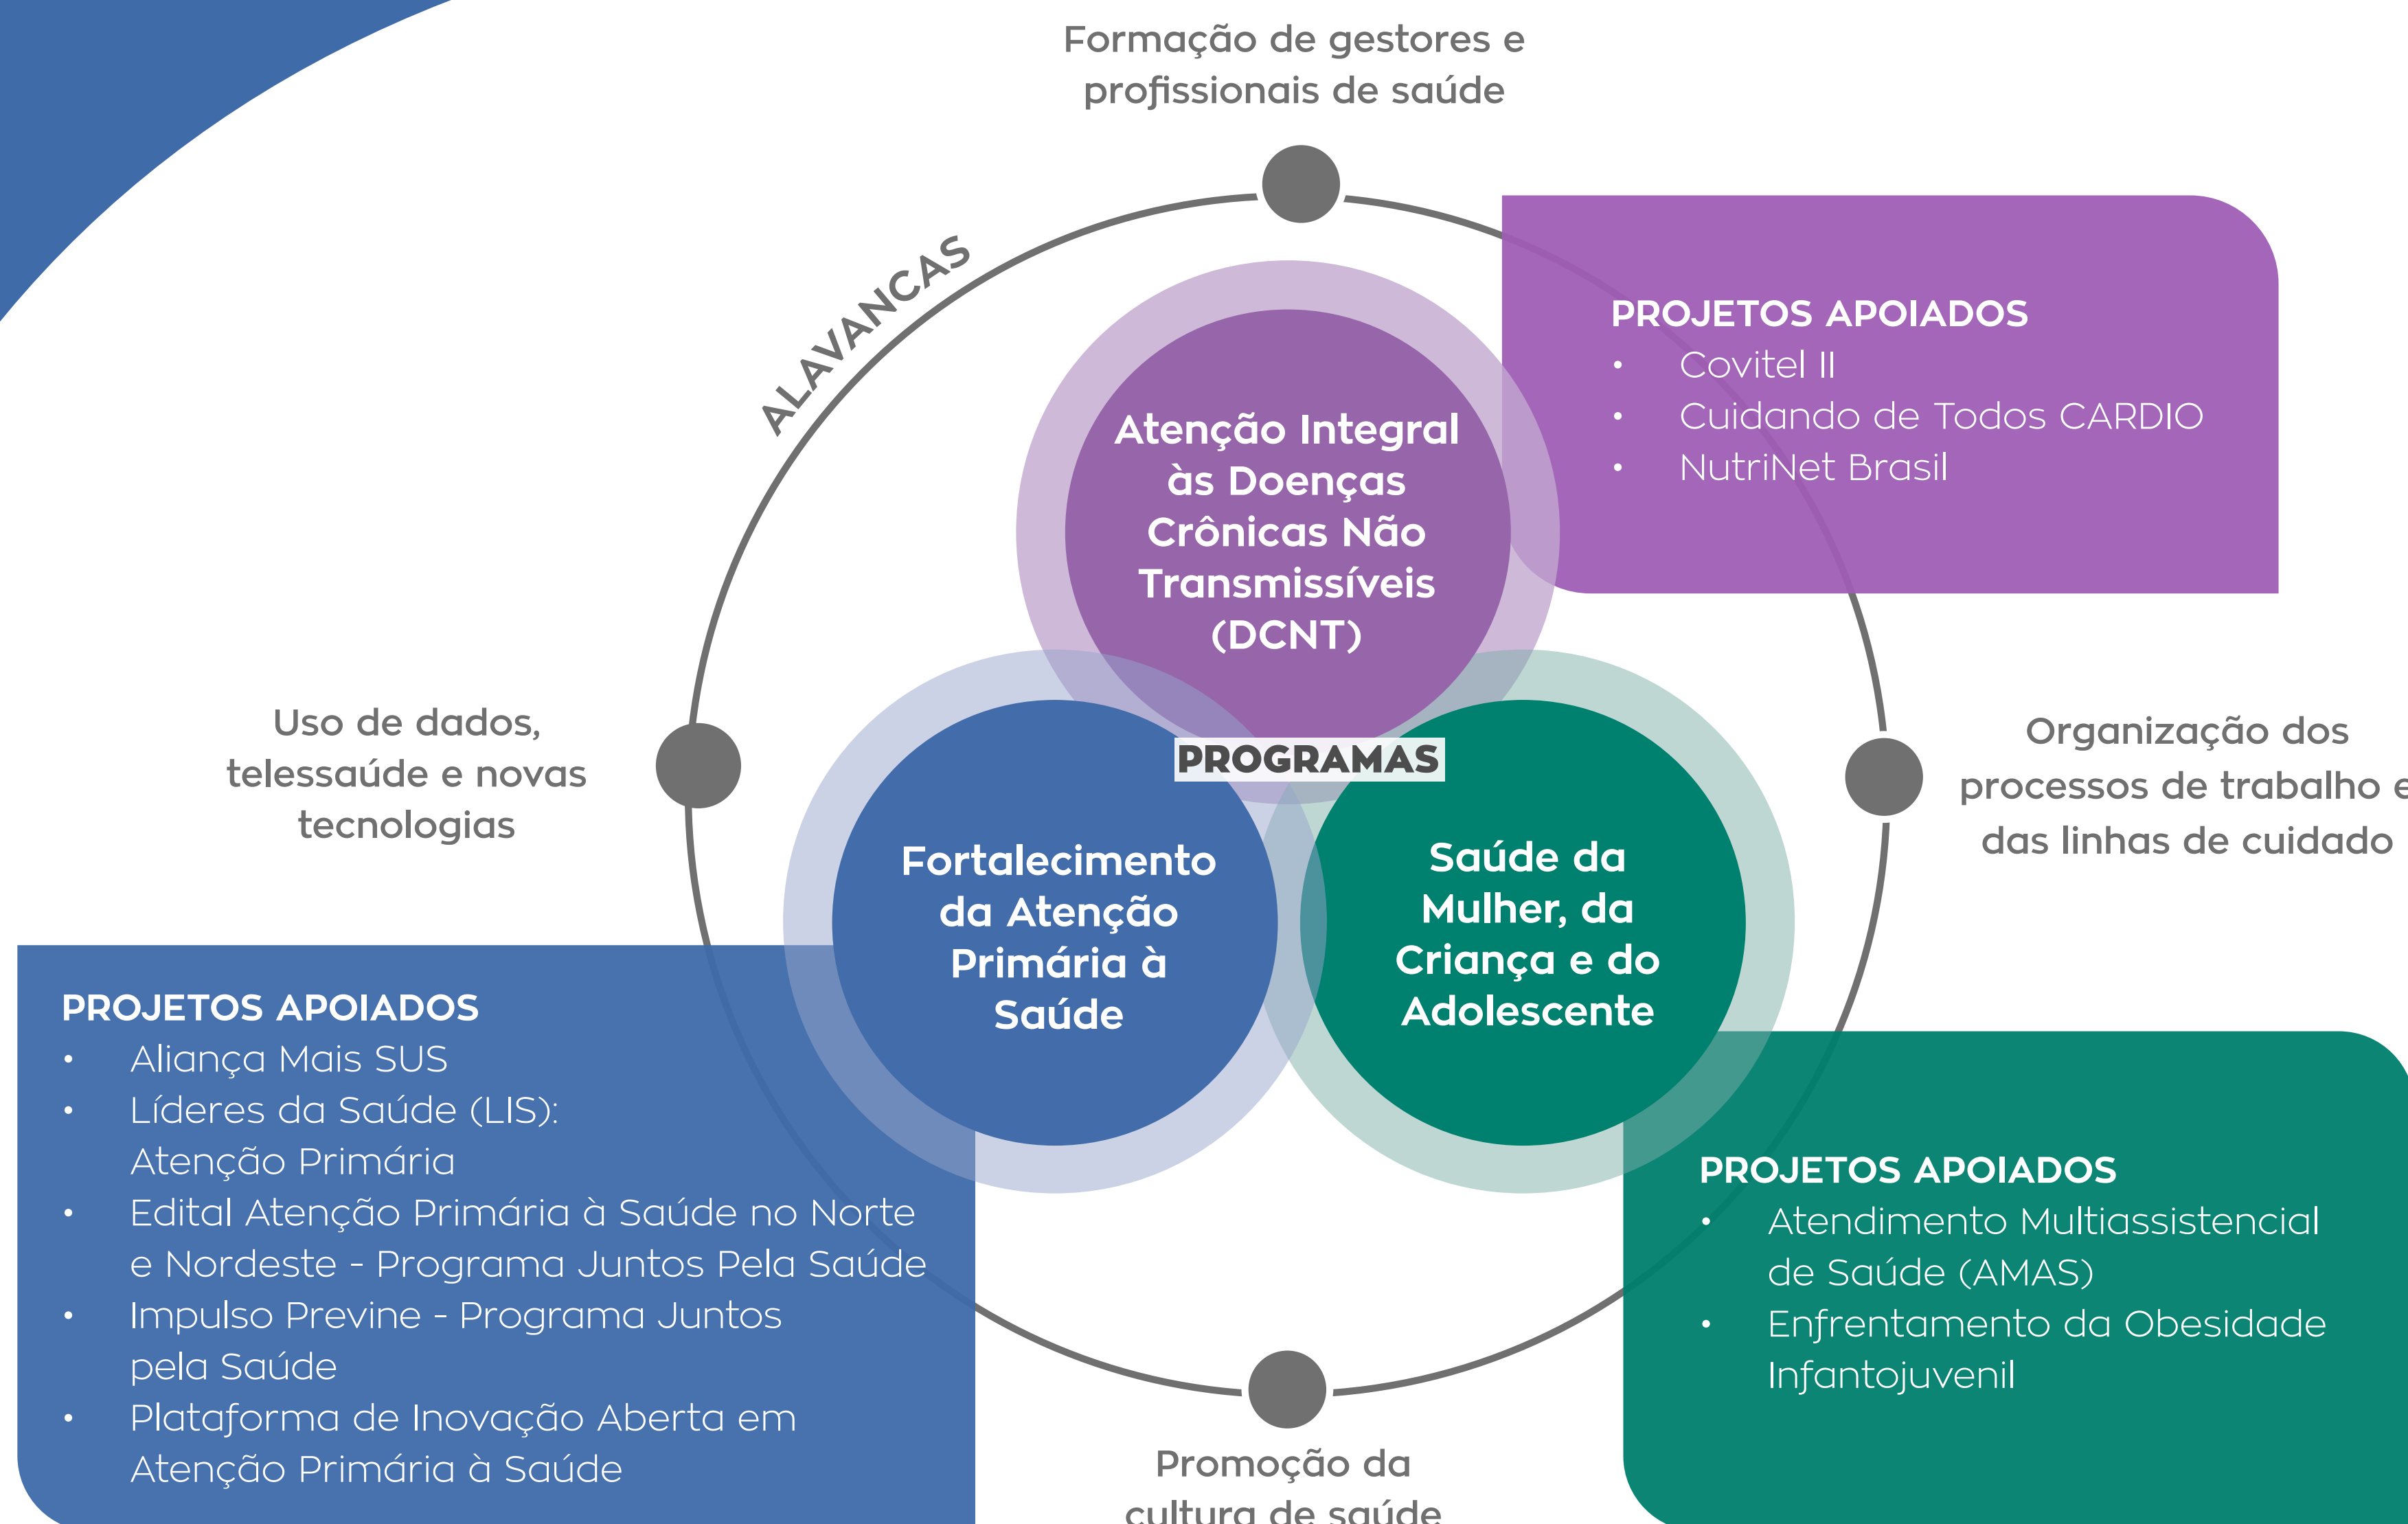 Formação de gestores e
profissionais de saúde
ALAVANCAS
PROJETOS APOIADOS
• Covitel II
• Cuidando de Todos CARDIO
• NutriNet Brasil
Atenção Integral
às Doenças
Crônicas Não
Transmissíveis
(DCNT)
Uso de dados,
telessaúde e novas
tecnologias
PROGRAMAS
Organização dos
processos de trabalho e
das linhas de cuidado
Fortalecimento
da Atenção
Primária à
Saúde
Saúde da
Mulher, da
Criança e do
Adolescente
PROJETOS APOIADOS
• Aliança Mais SUS
• Líderes da Saúde (LIS):
Atenção Primária
• Edital Atenção Primária à Saúde no Norte
e Nordeste - Programa Juntos Pela Saúde
• Impulso Previne - Programa Juntos
pela Saúde
• Plataforma de Inovação Aberta em
Atenção Primária à Saúde
PROJETOS APOIADOS
• Atendimento Multiassistencial
de Saúde (AMAS)
• Enfrentamento da Obesidade
Infantojuvenil
Promoção da
cultura de saúde